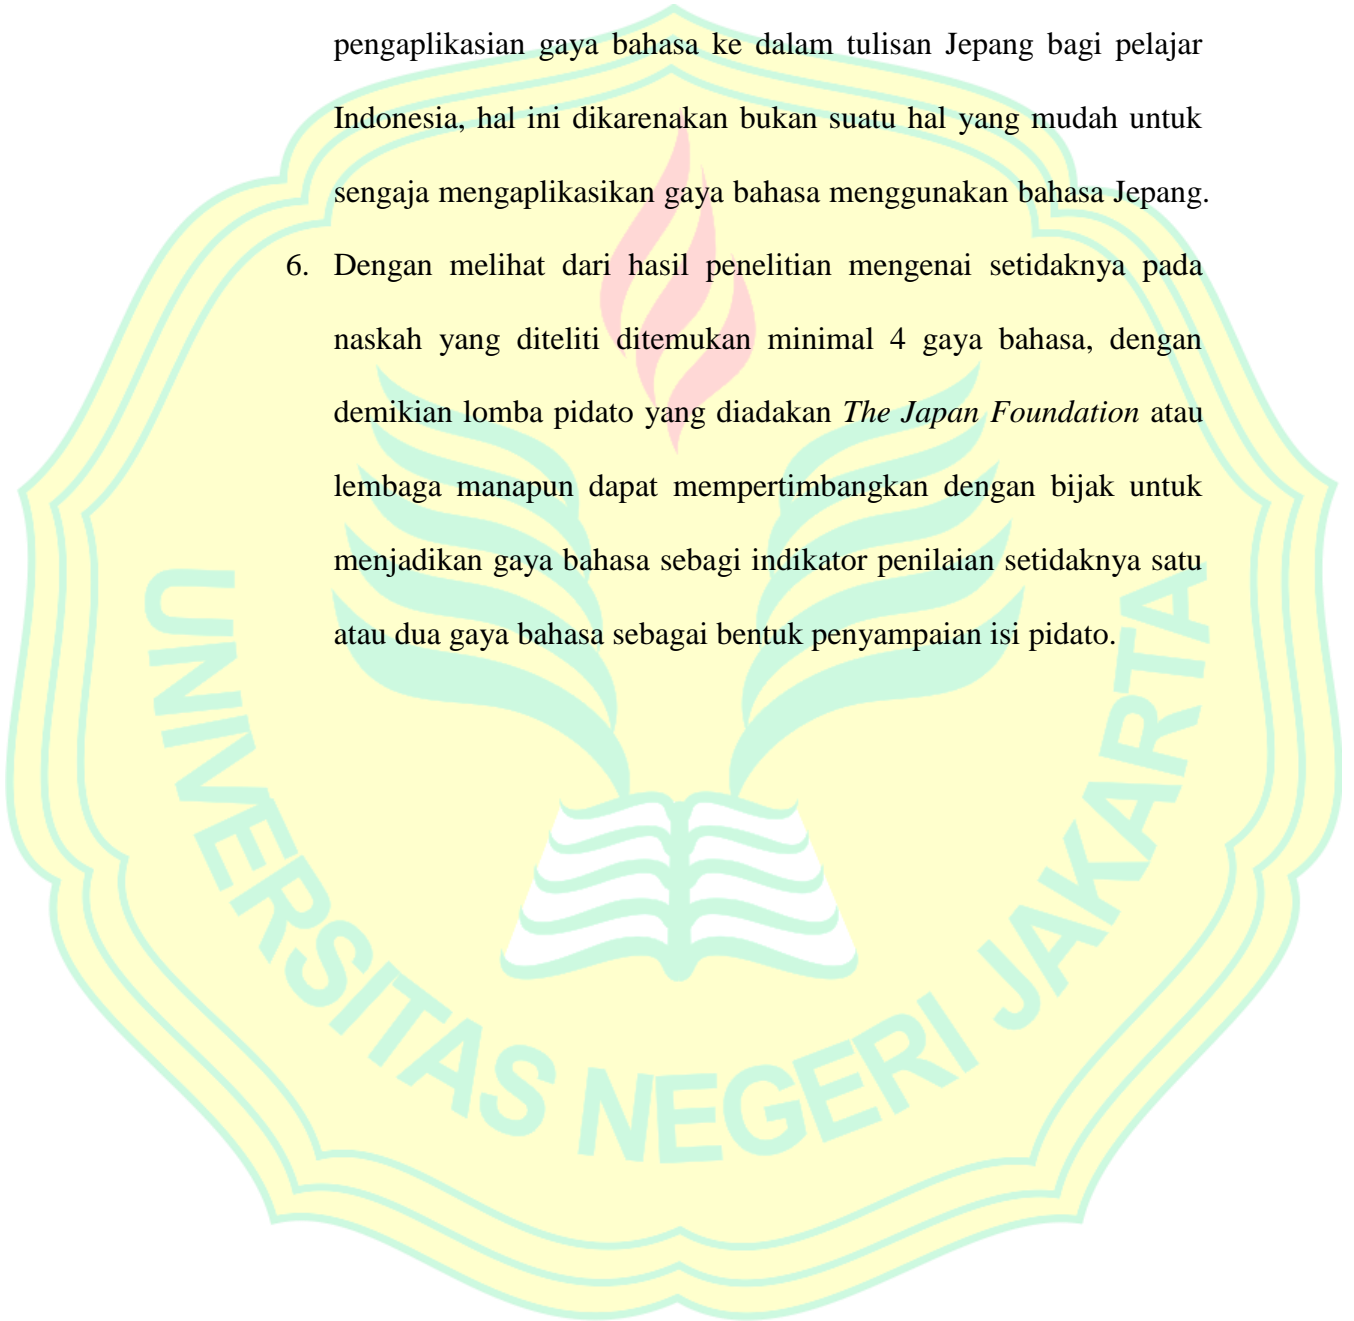 pengaplikasian gaya bahasa ke dalam tulisan Jepang bagi pelajar
Indonesia, hal ini dikarenakan bukan suatu hal yang mudah untuk
sengaja mengaplikasikan gaya bahasa menggunakan bahasa Jepang.
6. Dengan melihat dari hasil penelitian mengenai setidaknya pada
naskah yang diteliti ditemukan minimal 4 gaya bahasa, dengan
demikian lomba pidato yang diadakan The Japan Foundation atau
lembaga manapun dapat mempertimbangkan dengan bijak untuk
menjadikan gaya bahasa sebagi indikator penilaian setidaknya satu
atau dua gaya bahasa sebagai bentuk penyampaian isi pidato.
UNIVERSITAS NEGERI JAKARTA